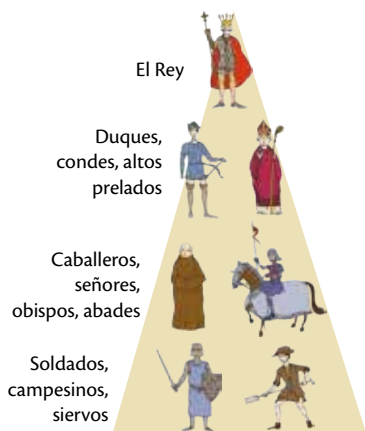 El Rey
Duques,
condes, altos
prelados
Caballeros,
señores,
obispos, abades
Soldados,
campesinos,
siervos